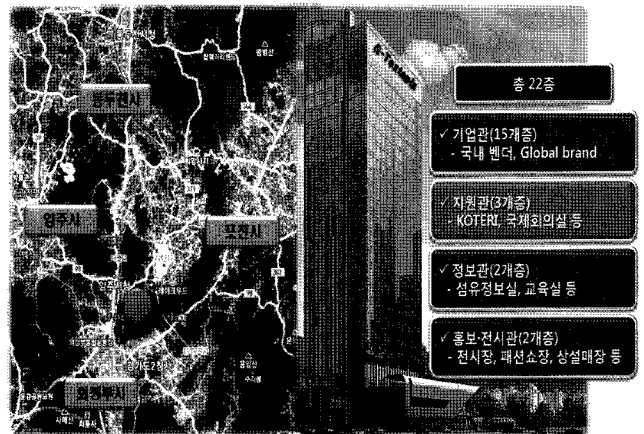 동두천시
양주시
포천시
의정부시
총 22층
✓ 기업관(15개층)
- 국내 벤더, Global brand
✓ 지원관(3개층)
- KOTERI, 국제회의실 등
✓ 정보관(2개층)
- 섬유정보실, 교육실 등
✓ 홍보·전시관(2개층)
- 전시장, 패션쇼장, 상설매장 등